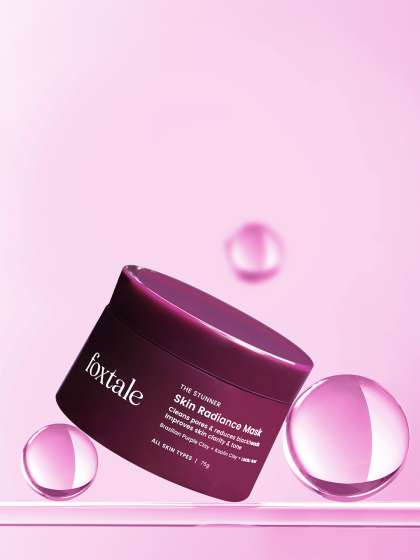 foxtale
THE STUNNER
Skin Radiance Mask
Cleans pores & reduces blackheads
Improves skin clarity & tone
Brazilian Purple Clay + Kaolin Clay +
ALL SKIN TYPES | 75g